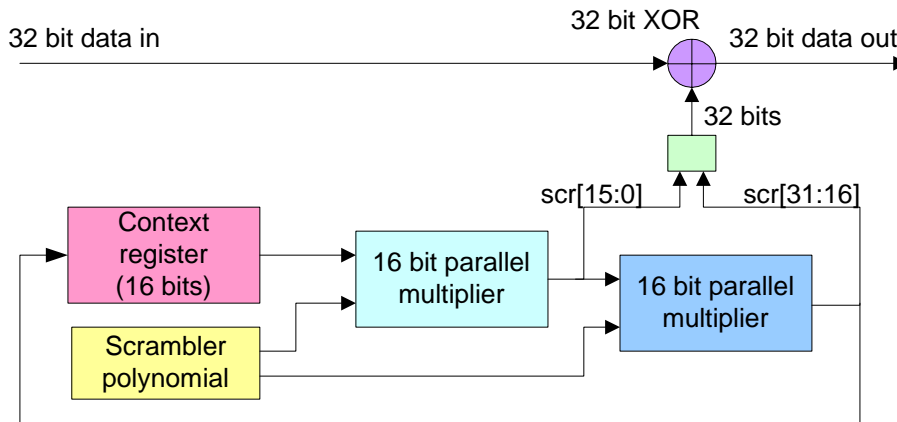 32 bit XOR
32 bit data in
32 bit data out
32 bits
scr[15:0]
scr[31:16]
Context
register
(16 bits)
16 bit parallel
multiplier
16 bit parallel
multiplier
Scrambler
polynomial